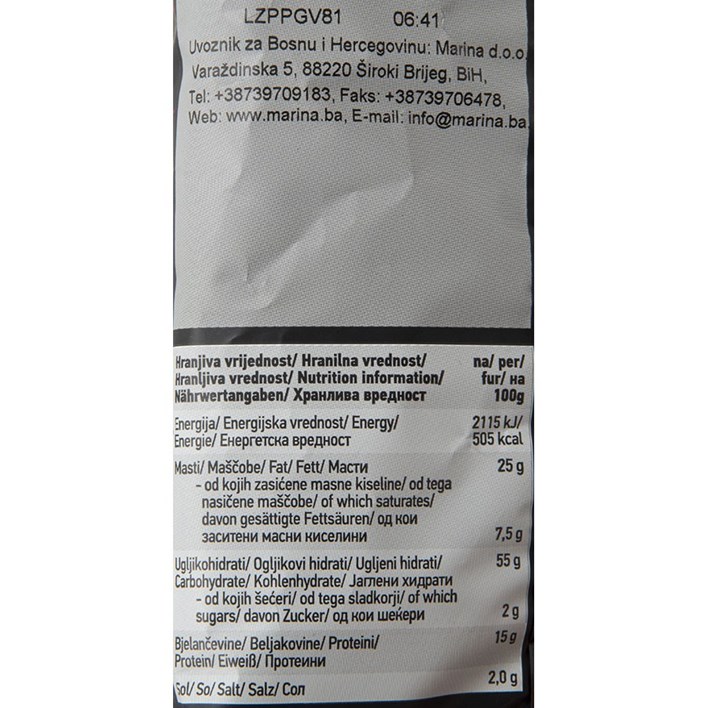 LZPPGV81 06:41
Uvoznik za Bosnu i Hercegovinu: Marina d.o.o.
Varaždinska 5, 88220 Široki Brijeg, BiH,
Tel: +38739709183, Faks: +38739706478,
Web: www.marina.ba, E-mail: info@marina.ba
Hranjiva vrijednost/ Hranilna vrednost/ na/ per/
Hranljiva vrednost/ Nutrition information/ fur/ на
Nährwertangaben/ Хранлива вредност 100g
Energija/ Energijska vrednost/ Energy/ 2115 kJ/
Energie/ Енергетска вредност 505 kcal
Masti/ Maščobe/ Fat/ Fett/ Масти 25 g
- od kojih zasićene masne kiseline/ od tega
nasičene maščobe/ of which saturates/
davon gesättigte Fettsäuren/ од кои
заситени масни киселини 7,5 g
Ugljikohidrati/ Ogljikovi hidrati/ Ugljeni hidrati/ 55 g
Carbohydrate/ Kohlenhydrate/ Јаглени хидрати
- od kojih šećeri/ od tega sladkorji/ of which
sugars/ davon Zucker/ од кои шеќери 2 g
Bjelančevine/ Beljakovine/ Proteini/ 15 g
Protein/ Eiweiß/ Протеини
Sol/ So/ Salt/ Salz/ Сол 2,0 g